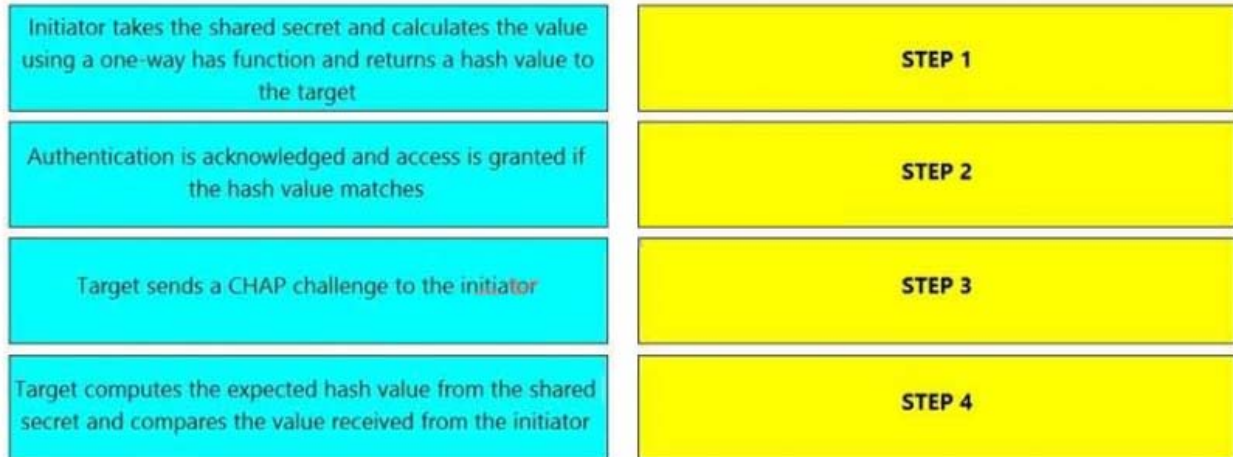 Initiator takes the shared secret and calculates the value
using a one-way has function and returns a hash value to
the target
STEP 1
Authentication is acknowledged and access is granted if
the hash value matches
STEP 2
Target sends a CHAP challenge to the initiator
STEP 3
Target computes the expected hash value from the shared
secret and compares the value received from the initiator
STEP 4